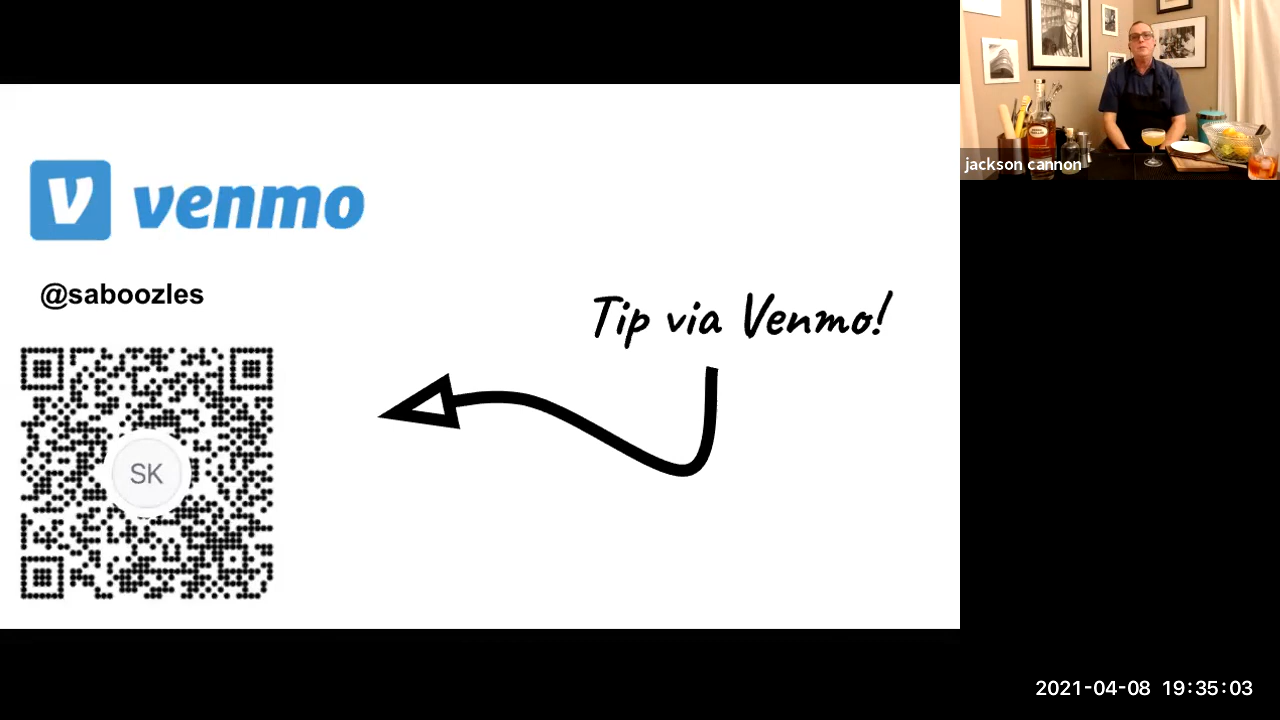 venmo
@saboozles
SK
Tip via Venmo!
jackson cannon
2021-04-08 19:35:03